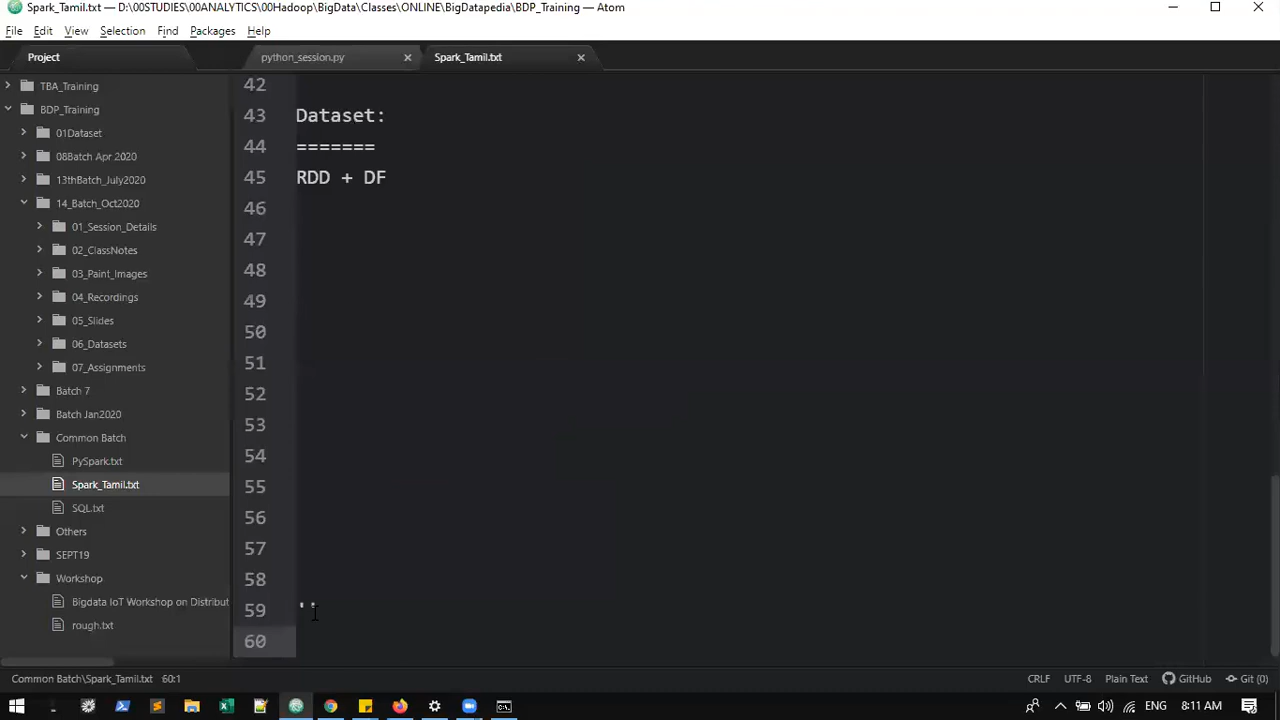 Spark_Tamil.txt — D:\00STUDIES\00ANALYTICS\00Hadoop\BigData\Classes\ONLINE\BigDatapedia\BDP_Training — Atom
File Edit View Selection Find Packages Help
Project
python_session.py
Spark_Tamil.txt
TBA_Training
BDP_Training
01Dataset
08Batch Apr 2020
13thBatch_July2020
14_Batch_Oct2020
01_Session_Details
02_ClassNotes
03_Paint_Images
04_Recordings
05_Slides
06_Datasets
07_Assignments
Batch 7
Batch Jan2020
Common Batch
PySpark.txt
Spark_Tamil.txt
SQL.txt
Others
SEPT19
Workshop
Bigdata IoT Workshop on Distribut
rough.txt
42
43 Dataset:
44 =======
45 RDD + DF
46
47
48
49
50
51
52
53
54
55
56
57
58
59 ''
60
Common Batch\Spark_Tamil.txt 60:1 CRLF UTF-8 Plain Text GitHub Git (0)
ENG 8:11 AM